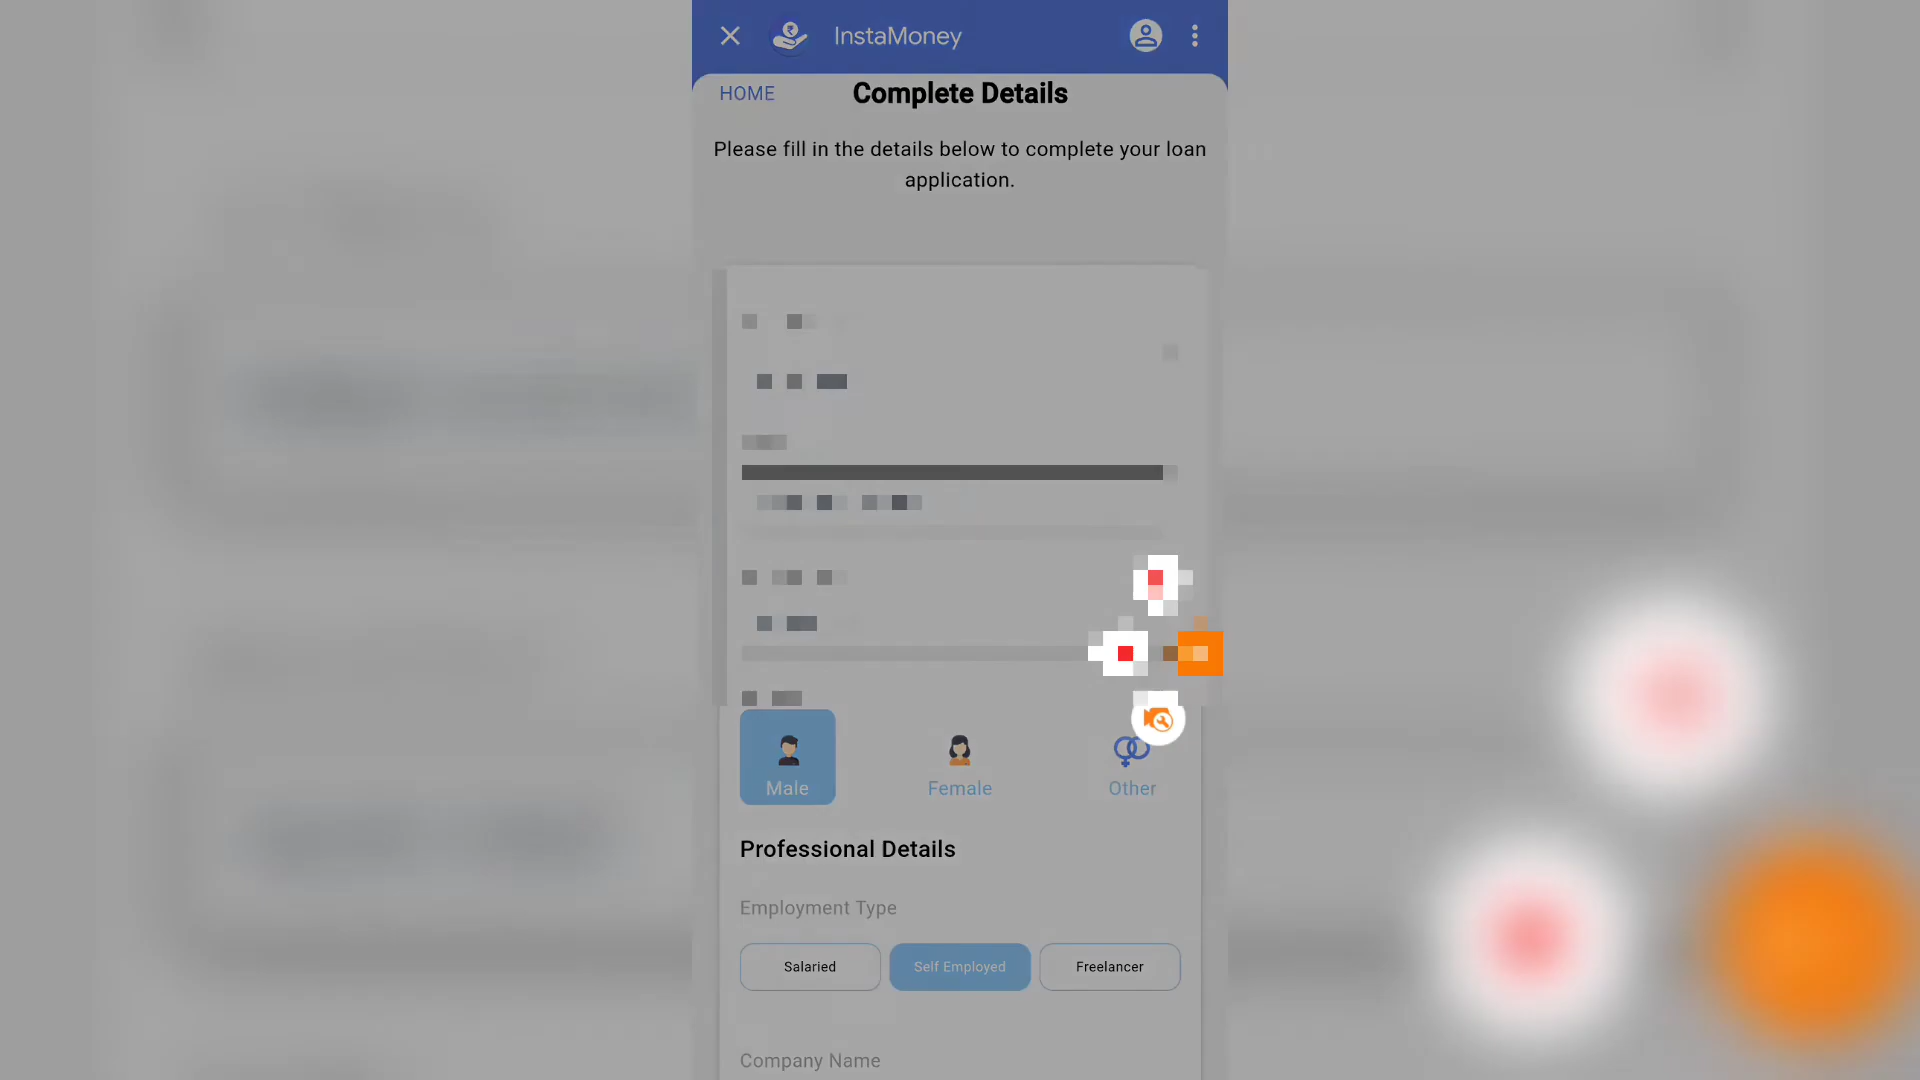 InstaMoney
HOME
Complete Details
Please fill in the details below to complete your loan
application.
Male
Female
Other
Professional Details
Employment Type
Salaried
Self Employed
Freelancer
Company Name